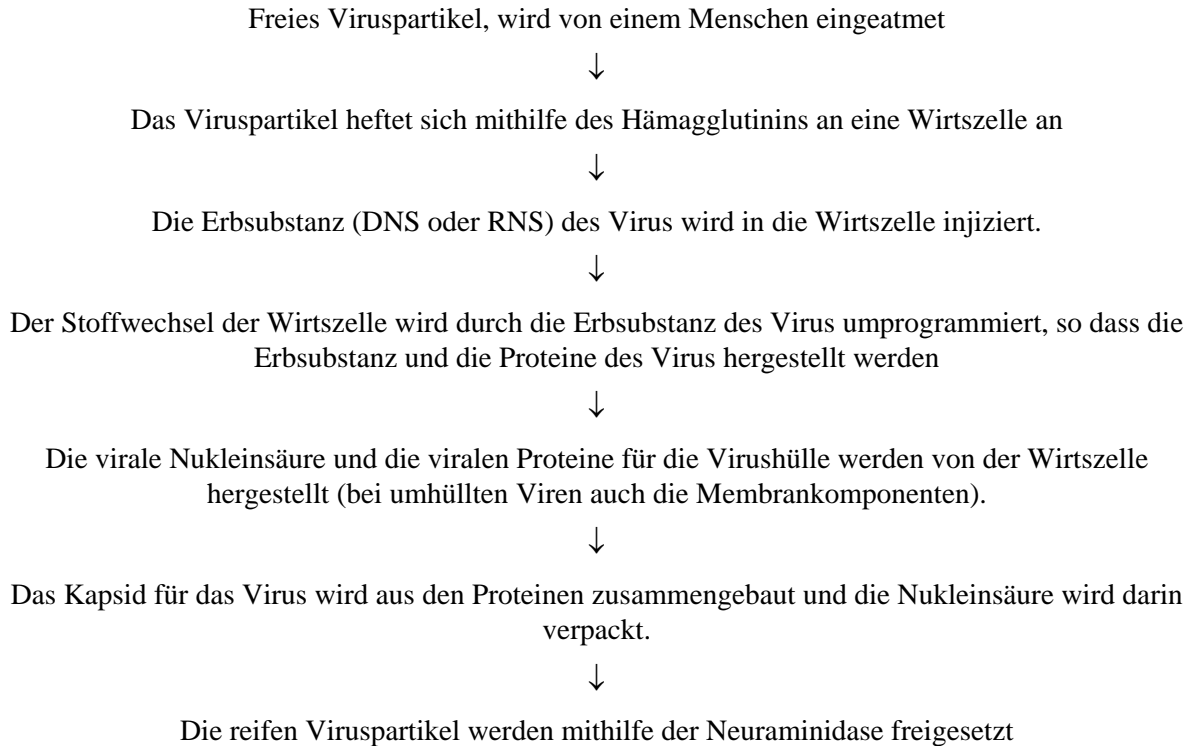 Freies Viruspartikel, wird von einem Menschen eingeatmet
↓
Das Viruspartikel heftet sich mithilfe des Hämagglutinins an eine Wirtszelle an
↓
Die Erbsubstanz (DNS oder RNS) des Virus wird in die Wirtszelle injiziert.
↓
Der Stoffwechsel der Wirtszelle wird durch die Erbsubstanz des Virus umprogrammiert, so dass die
Erbsubstanz und die Proteine des Virus hergestellt werden
↓
Die virale Nukleinsäure und die viralen Proteine für die Virushülle werden von der Wirtszelle
hergestellt (bei umhüllten Viren auch die Membrankomponenten).
↓
Das Kapsid für das Virus wird aus den Proteinen zusammengebaut und die Nukleinsäure wird darin
verpackt.
↓
Die reifen Viruspartikel werden mithilfe der Neuraminidase freigesetzt